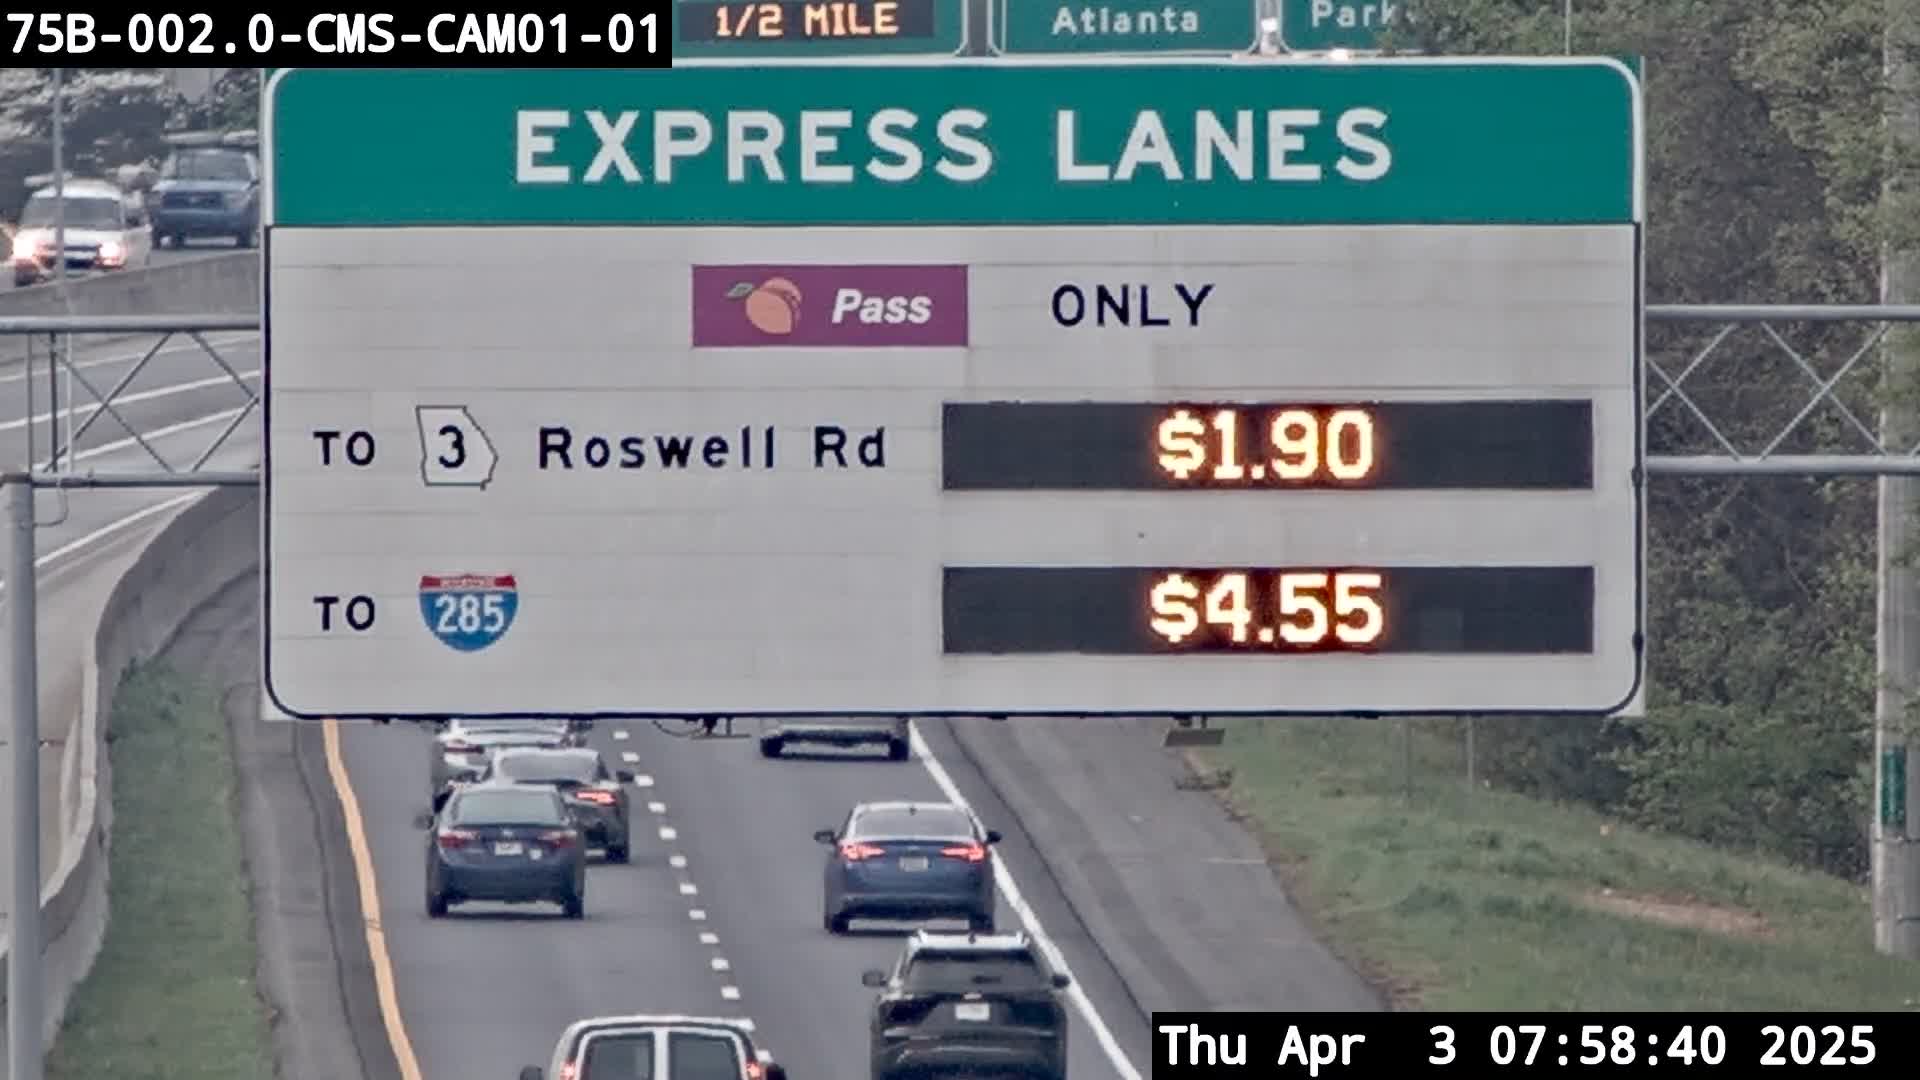 75B-002.0-CMS-CAM01-01
1/2 MILE
Atlanta
EXPRESS LANES
Pass ONLY
TO 3 Roswell Rd $1.90
TO 285 $4.55
Thu Apr 3 07:58:40 2025